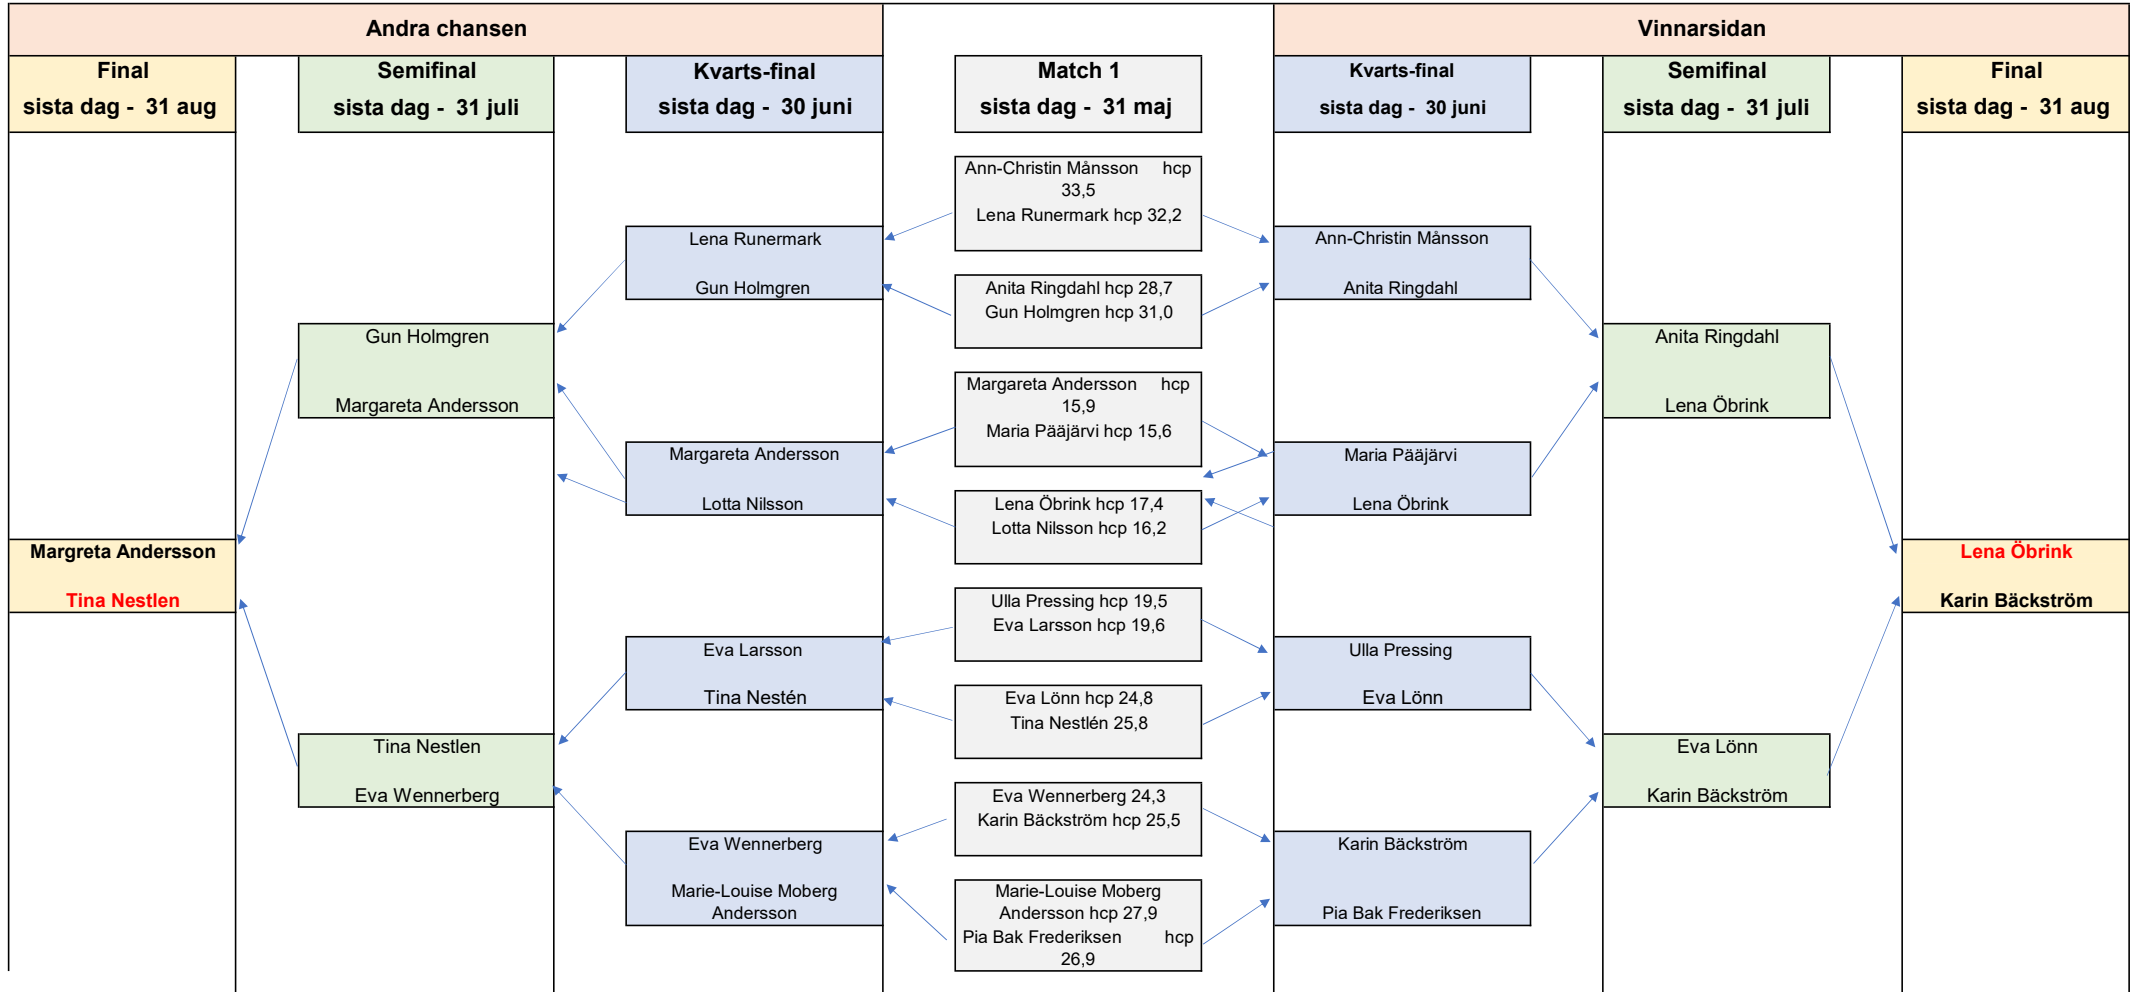 Andra chansen
Vinnarsidan
Final
sista dag - 31 aug
Semifinal
sista dag - 31 juli
Kvarts-final
sista dag - 30 juni
Match 1
sista dag - 31 maj
Kvarts-final
sista dag - 30 juni
Semifinal
sista dag - 31 juli
Final
sista dag - 31 aug
Margreta Andersson
Tina Nestlen
Gun Holmgren
Margareta Andersson
Tina Nestlen
Eva Wennerberg
Lena Runermark
Gun Holmgren
Margareta Andersson
Lotta Nilsson
Eva Larsson
Tina Nestén
Eva Wennerberg
Marie-Louise Moberg
Andersson
Ann-Christin Månsson hcp
33,5
Lena Runermark hcp 32,2
Anita Ringdahl hcp 28,7
Gun Holmgren hcp 31,0
Margareta Andersson hcp
15,9
Maria Pääjärvi hcp 15,6
Lena Öbrink hcp 17,4
Lotta Nilsson hcp 16,2
Ulla Pressing hcp 19,5
Eva Larsson hcp 19,6
Eva Lönn hcp 24,8
Tina Nestlén 25,8
Eva Wennerberg 24,3
Karin Bäckström hcp 25,5
Marie-Louise Moberg
Andersson hcp 27,9
Pia Bak Frederiksen hcp
26,9
Ann-Christin Månsson
Anita Ringdahl
Maria Pääjärvi
Lena Öbrink
Ulla Pressing
Eva Lönn
Karin Bäckström
Pia Bak Frederiksen
Anita Ringdahl
Lena Öbrink
Eva Lönn
Karin Bäckström
Lena Öbrink
Karin Bäckström